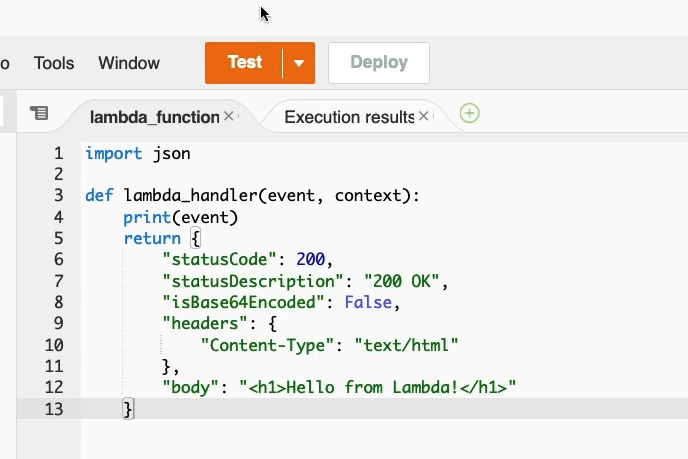 o Tools Window Test Deploy
lambda_function Execution results
1 import json
2
3 def lambda_handler(event, context):
4 print(event)
5 return {
6 "statusCode": 200,
7 "statusDescription": "200 OK",
8 "isBase64Encoded": False,
9 "headers": {
10 "Content-Type": "text/html"
11 },
12 "body": "<h1>Hello from Lambda!</h1>"
13 }